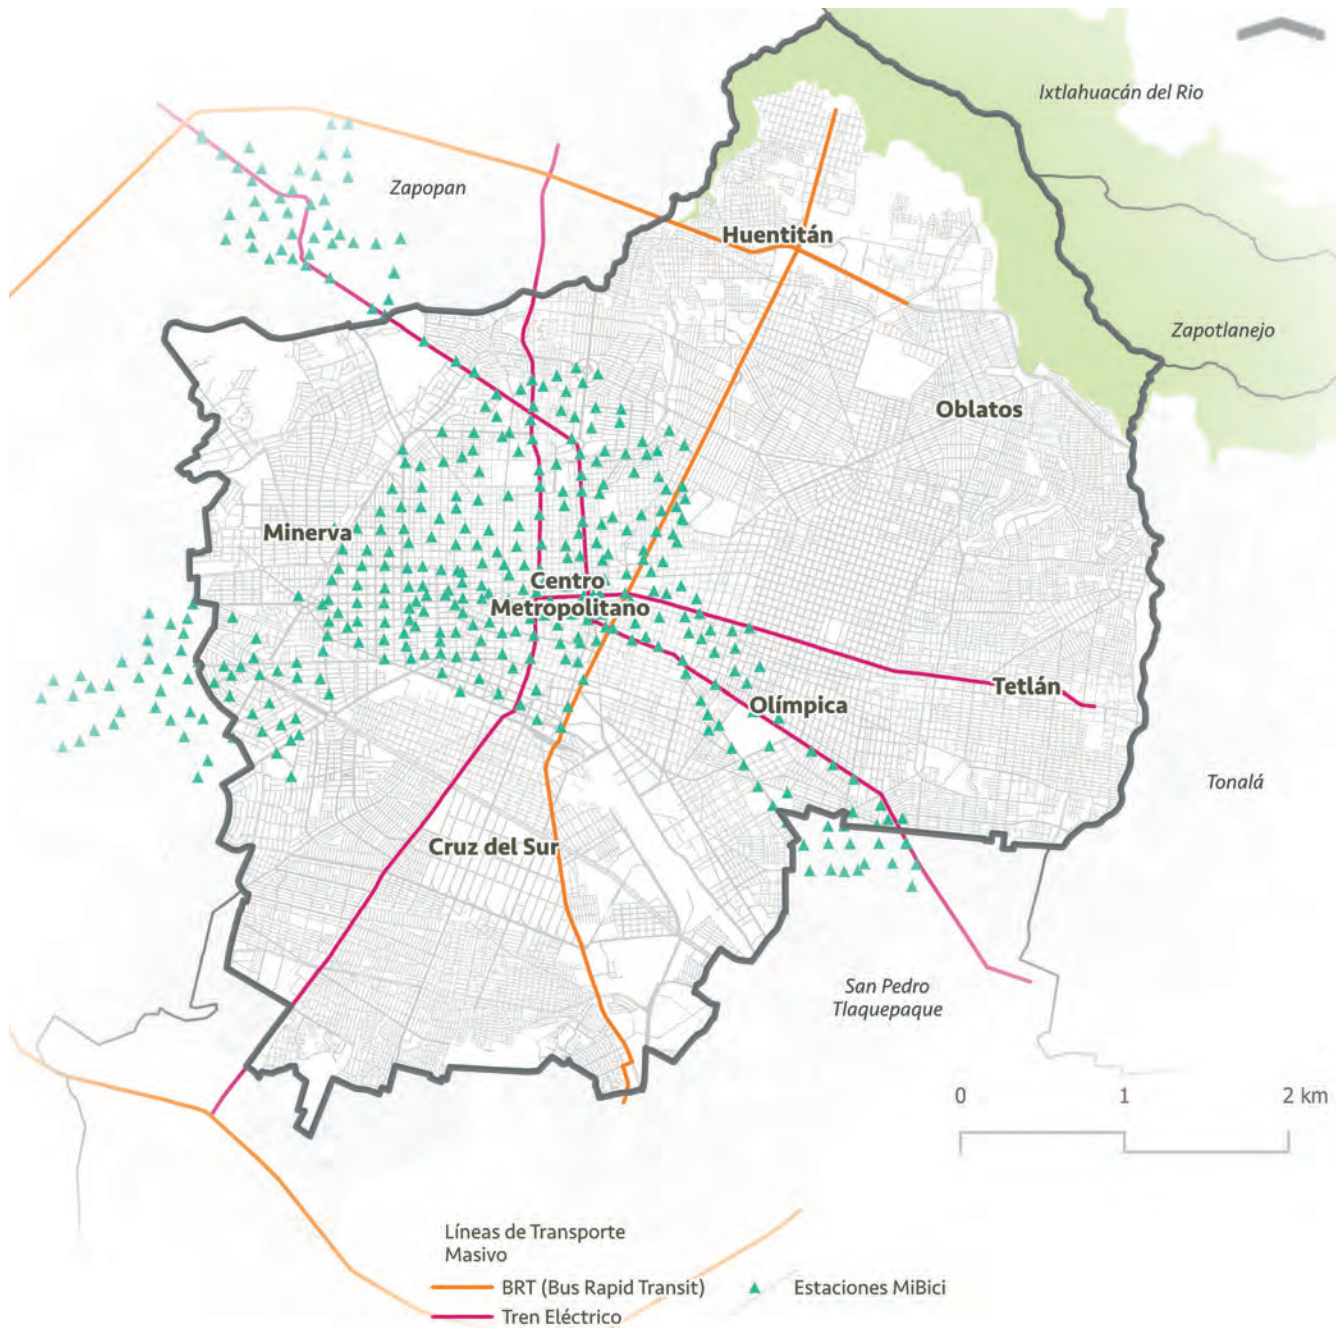 Ixtlahuacán del Rio
Zapopan
Huentitán
Zapotlanejo
Oblatos
Minerva
Centro
Metropolitano
Tetlán
Olímpica
Tonalá
Cruz del Sur
San Pedro
Tlaquepaque
0 1 2 km
Líneas de Transporte
Masivo
BRT (Bus Rapid Transit)
Estaciones MiBici
Tren Eléctrico